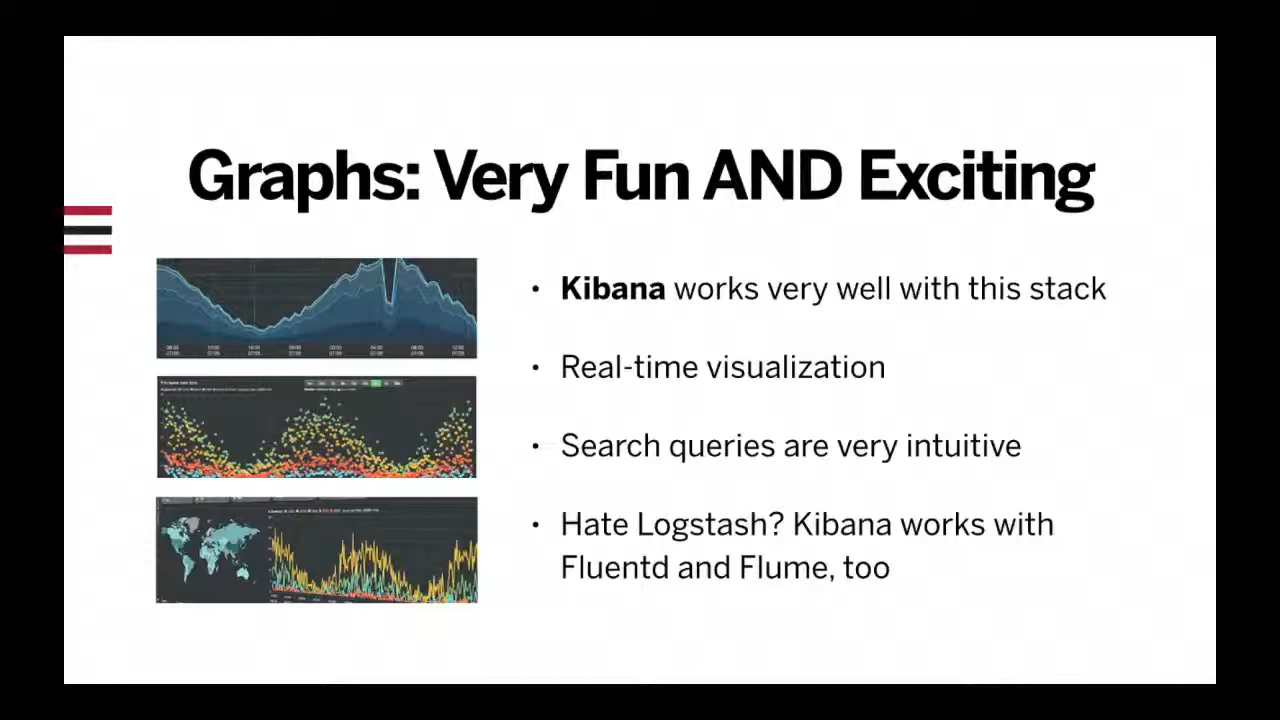 Graphs: Very Fun AND Exciting
• Kibana works very well with this stack
• Real-time visualization
• Search queries are very intuitive
• Hate Logstash? Kibana works with
Fluentd and Flume, too